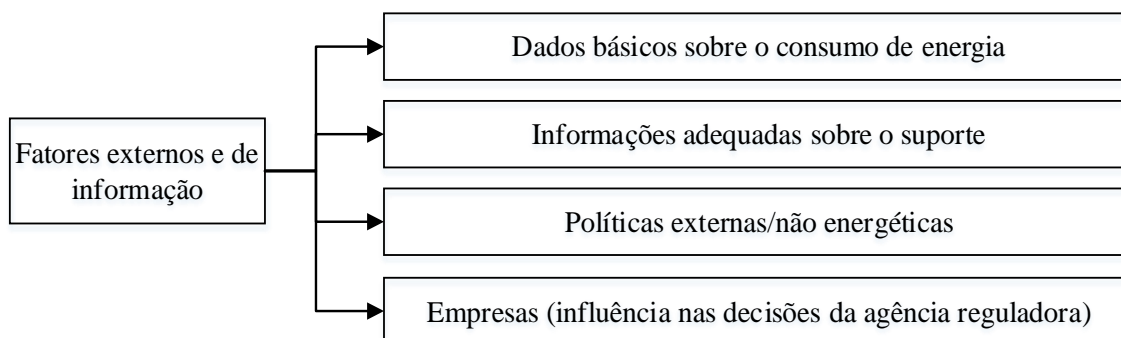 Fatores externos e de
informação
Dados básicos sobre o consumo de energia
Informações adequadas sobre o suporte
Políticas externas/não energéticas
Empresas (influência nas decisões da agência reguladora)